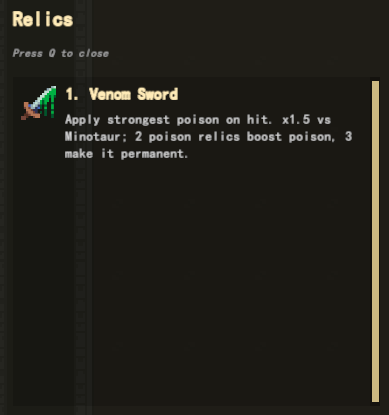 Relics
Press Q to close
1. Venom Sword
Apply strongest poison on hit. x1.5 vs
Minotaur; 2 poison relics boost poison, 3
make it permanent.